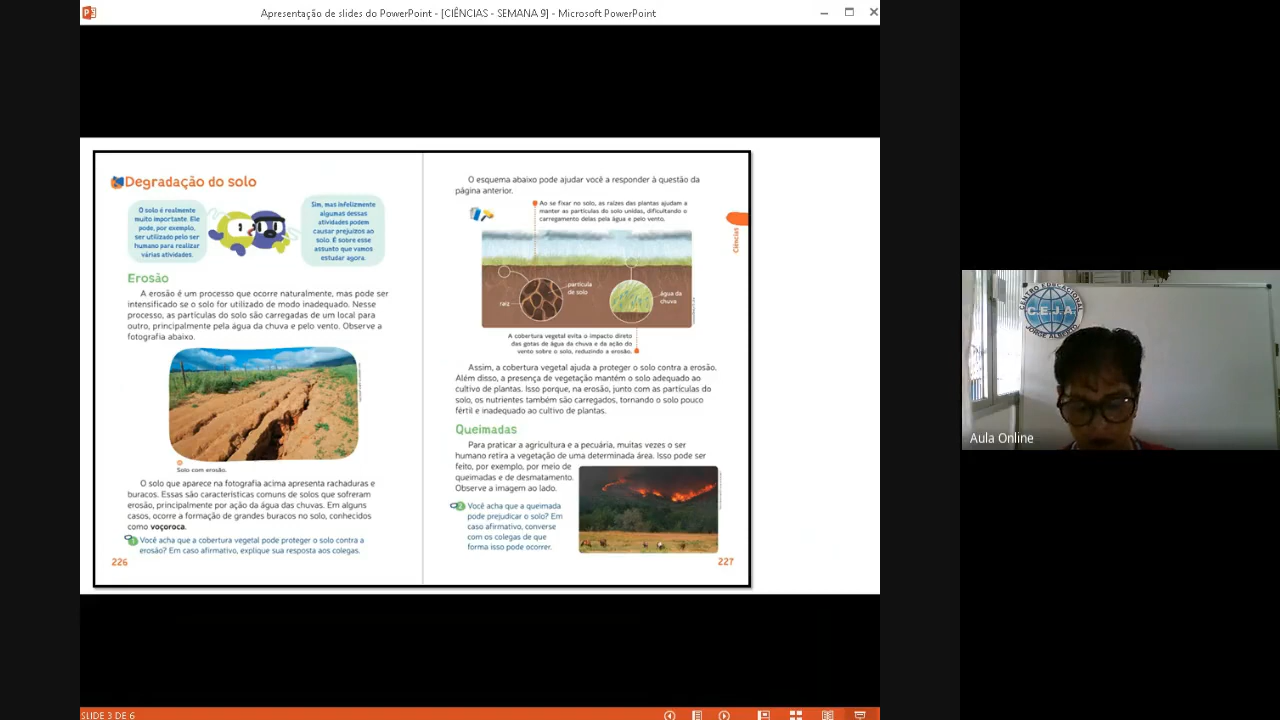 Apresentação de slides do PowerPoint - [CIÊNCIAS - SEMANA 9] - Microsoft PowerPoint
Degradação do solo
O solo é realmente
muito importante. Ele
pode, por exemplo,
ser utilizado pelo ser
humano para realizar
várias atividades.
Sim, mas infelizmente
algumas dessas
atividades podem
causar prejuízos ao
solo. É sobre esse
assunto que vamos
estudar agora.
Erosão
A erosão é um processo que ocorre naturalmente, mas pode ser
intensificado se o solo for utilizado de modo inadequado. Nesse
processo, as partículas do solo são carregadas de um local para
outro, principalmente pela água da chuva e pelo vento. Observe a
fotografia abaixo.
Solo com erosão.
O solo que aparece na fotografia acima apresenta rachaduras e
buracos. Essas são características comuns de solos que sofreram
erosão, principalmente por ação da água das chuvas. Em alguns
casos, ocorre a formação de grandes buracos no solo, conhecidos
como voçoroca.
1 Você acha que a cobertura vegetal pode proteger o solo contra a
erosão? Em caso afirmativo, explique sua resposta aos colegas.
226
O esquema abaixo pode ajudar você a responder à questão da
página anterior.
Ao se fixar no solo, as raízes das plantas ajudam a
manter as partículas do solo unidas, dificultando o
carregamento delas pela água e pelo vento.
Ciências
partícula
de solo
raiz
água da
chuva
A cobertura vegetal evita o impacto direto
das gotas de água da chuva e da ação do
vento sobre o solo, reduzindo a erosão.
Assim, a cobertura vegetal ajuda a proteger o solo contra a erosão.
Além disso, a presença de vegetação mantém o solo adequado ao
cultivo de plantas. Isso porque, na erosão, junto com as partículas do
solo, os nutrientes também são carregados, tornando o solo pouco
fértil e inadequado ao cultivo de plantas.
Queimadas
Para praticar a agricultura e a pecuária, muitas vezes o ser
humano retira a vegetação de uma determinada área. Isso pode ser
feito, por exemplo, por meio de
queimadas e de desmatamento.
Observe a imagem ao lado.
2 Você acha que a queimada
pode prejudicar o solo? Em
caso afirmativo, converse
com os colegas de que
forma isso pode ocorrer.
227
CENTRO EDUCACIONAL
C.E.J.A
JORGE ALBERTO
Aula Online
SLIDE 3 DE 6